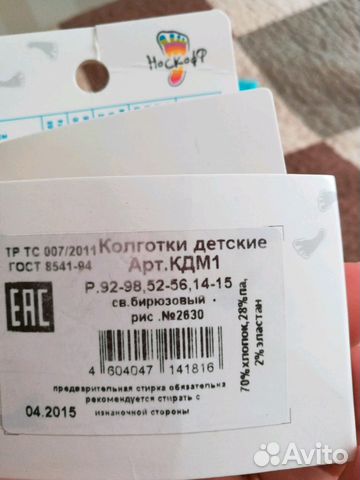 НоскофФ
ТР ТС 007/2011
ГОСТ 8541-94
Колготки детские
Арт.КДМ1
Р.92-98,52-56,14-15
св.бирюзовый
рис .№2630
EAC
4 604047 141816
70%хлопок,28%па,
2%эластан
предварительная стирка обязательна
рекомендуется стирать с
изнаночной стороны
04.2015
Avito